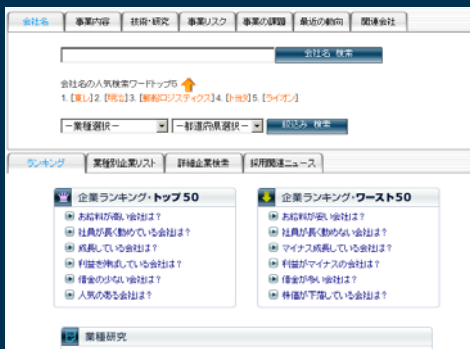 会社名 事業内容 技術・研究 事業リスク 事業の課題 最近の動向 関連会社
会社名 検索
会社名の人気検索ワードトップ5
1. [東レ] 2. [明治] 3. [郵船ロジスティクス] 4. [トヨタ] 5. [ライオン]
－業種選択－ －都道府県選択－ 絞込み 検索
ランキング 業種別企業リスト 詳細企業検索 採用関連ニュース
企業ランキング・トップ50 企業ランキング・ワースト50
お給料が高い会社は？ お給料が安い会社は？
社員が長く勤めている会社は？ 社員が長く勤めない会社は？
成長している会社は？ マイナス成長している会社は？
利益を伸ばしている会社は？ 利益がマイナスの会社は？
借金の少ない会社は？ 借金が多い会社は？
人気のある会社は？ 株価が下落している会社は？
業種研究